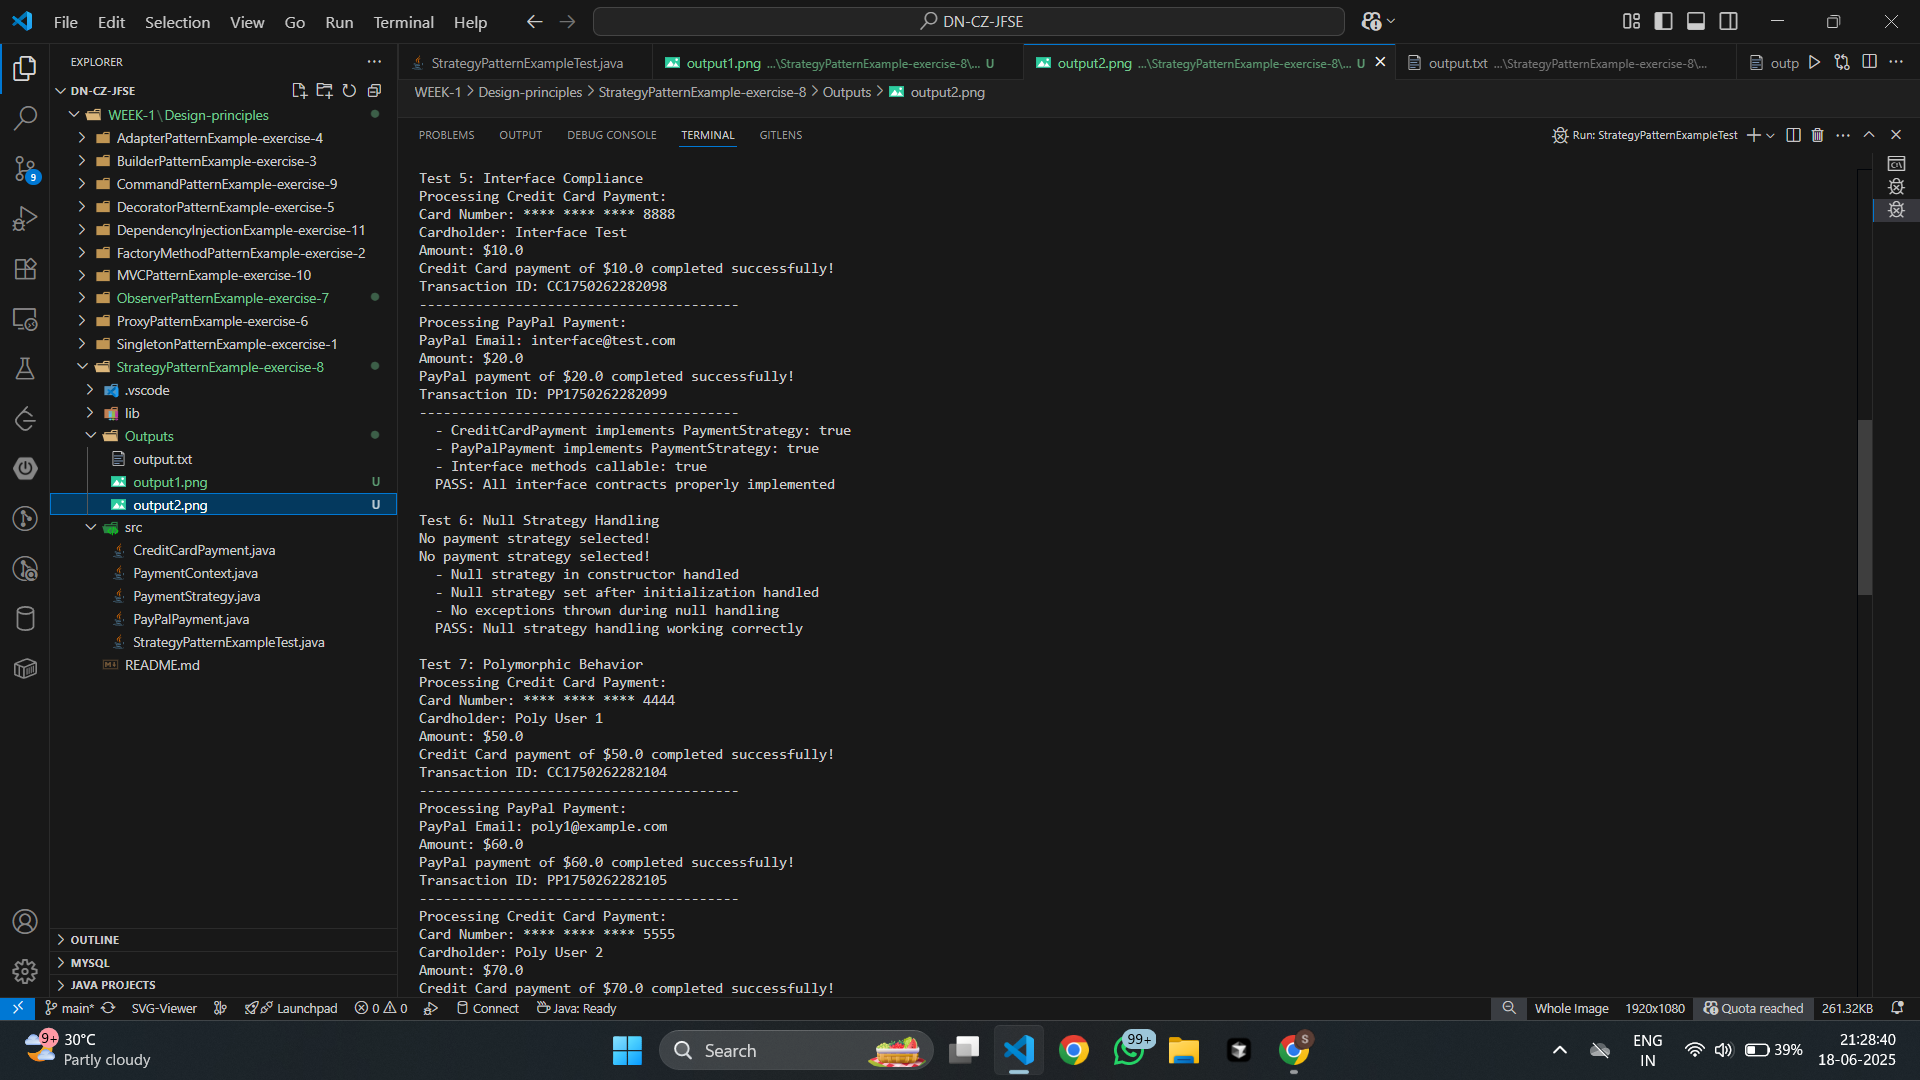 File Edit Selection View Go Run Terminal Help
DN-CZ-JFSE
EXPLORER
StrategyPatternExampleTest.java
output1.png ...\StrategyPatternExample-exercise-8\... U
output2.png ...\StrategyPatternExample-exercise-8\... U
output.txt ...\StrategyPatternExample-exercise-8\...
outp
DN-CZ-JFSE
WEEK-1 > Design-principles > StrategyPatternExample-exercise-8 > Outputs > output2.png
WEEK-1\Design-principles
AdapterPatternExample-exercise-4
BuilderPatternExample-exercise-3
CommandPatternExample-exercise-9
DecoratorPatternExample-exercise-5
DependencyInjectionExample-exercise-11
FactoryMethodPatternExample-exercise-2
MVCPatternExample-exercise-10
ObserverPatternExample-exercise-7
ProxyPatternExample-exercise-6
SingletonPatternExample-excercise-1
StrategyPatternExample-exercise-8
.vscode
lib
Outputs
output.txt
output1.png U
output2.png U
src
CreditCardPayment.java
PaymentContext.java
PaymentStrategy.java
PayPalPayment.java
StrategyPatternExampleTest.java
README.md
OUTLINE
MYSQL
JAVA PROJECTS
9
PROBLEMS OUTPUT DEBUG CONSOLE TERMINAL GITLENS
Run: StrategyPatternExampleTest
Test 5: Interface Compliance
Processing Credit Card Payment:
Card Number: **** **** **** 8888
Cardholder: Interface Test
Amount: $10.0
Credit Card payment of $10.0 completed successfully!
Transaction ID: CC1750262282098
----------------------------------------
Processing PayPal Payment:
PayPal Email: interface@test.com
Amount: $20.0
PayPal payment of $20.0 completed successfully!
Transaction ID: PP1750262282099
----------------------------------------
- CreditCardPayment implements PaymentStrategy: true
- PayPalPayment implements PaymentStrategy: true
- Interface methods callable: true
PASS: All interface contracts properly implemented
Test 6: Null Strategy Handling
No payment strategy selected!
No payment strategy selected!
- Null strategy in constructor handled
- Null strategy set after initialization handled
- No exceptions thrown during null handling
PASS: Null strategy handling working correctly
Test 7: Polymorphic Behavior
Processing Credit Card Payment:
Card Number: **** **** **** 4444
Cardholder: Poly User 1
Amount: $50.0
Credit Card payment of $50.0 completed successfully!
Transaction ID: CC1750262282104
----------------------------------------
Processing PayPal Payment:
PayPal Email: poly1@example.com
Amount: $60.0
PayPal payment of $60.0 completed successfully!
Transaction ID: PP1750262282105
----------------------------------------
Processing Credit Card Payment:
Card Number: **** **** **** 5555
Cardholder: Poly User 2
Amount: $70.0
Credit Card payment of $70.0 completed successfully!
main* SVG-Viewer Launchpad 0 0 Connect Java: Ready
Whole Image 1920x1080 Quota reached 261.32KB
9+ 30°C
Partly cloudy
Search
99+
S
ENG
IN
39%
21:28:40
18-06-2025